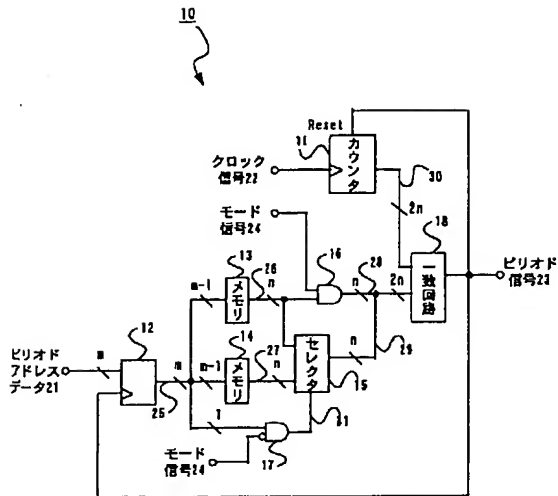 10
Reset
11
カウンタ
クロック
信号22
30
2n
モード
信号24
18
13
26
16
28
一致回路
ピリオド
信号23
m-1
メモリ
n
n
2n
12
14
27
セレクタ
n
29
ピリオド
アドレス
データ21
m
m
m-1
メモリ
n
15
25
1
31
モード
信号24
17